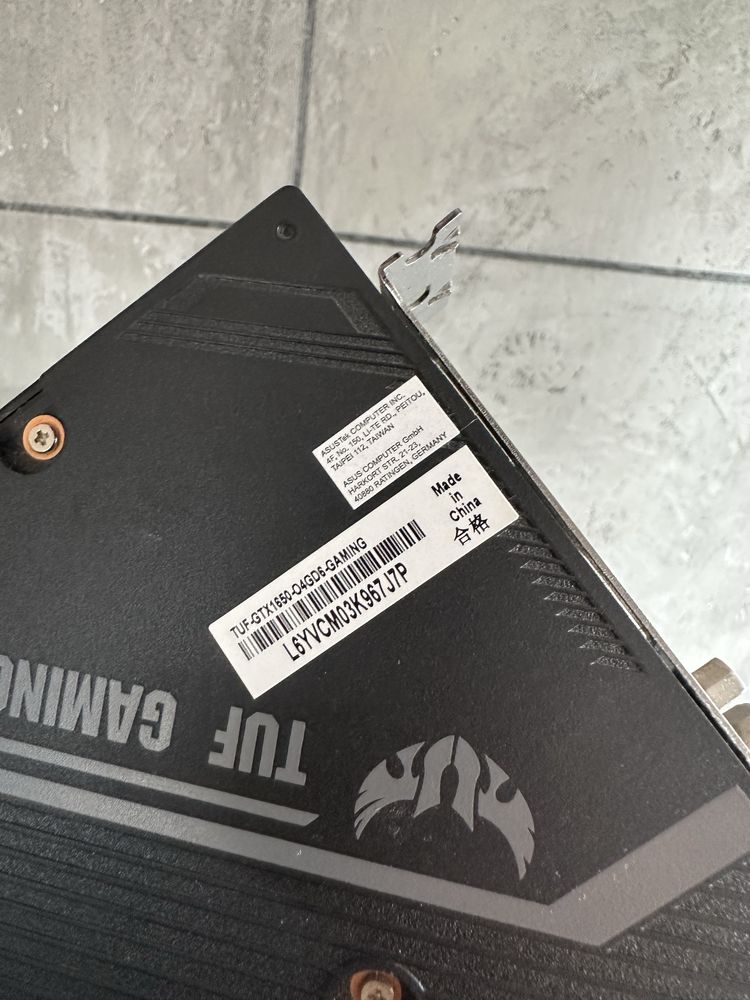 ASUSTek COMPUTER INC.
4F, No. 150, LI-TE RD., PEITOU,
TAIPEI 112, TAIWAN
ASUS COMPUTER GmbH
HARKORT STR. 21-23,
40880 RATINGEN, GERMANY
Made
in
China
合格
TUF-GTX1650-O4GD6-GAMING
L6YVCM03K967J7P
TUF GAMING